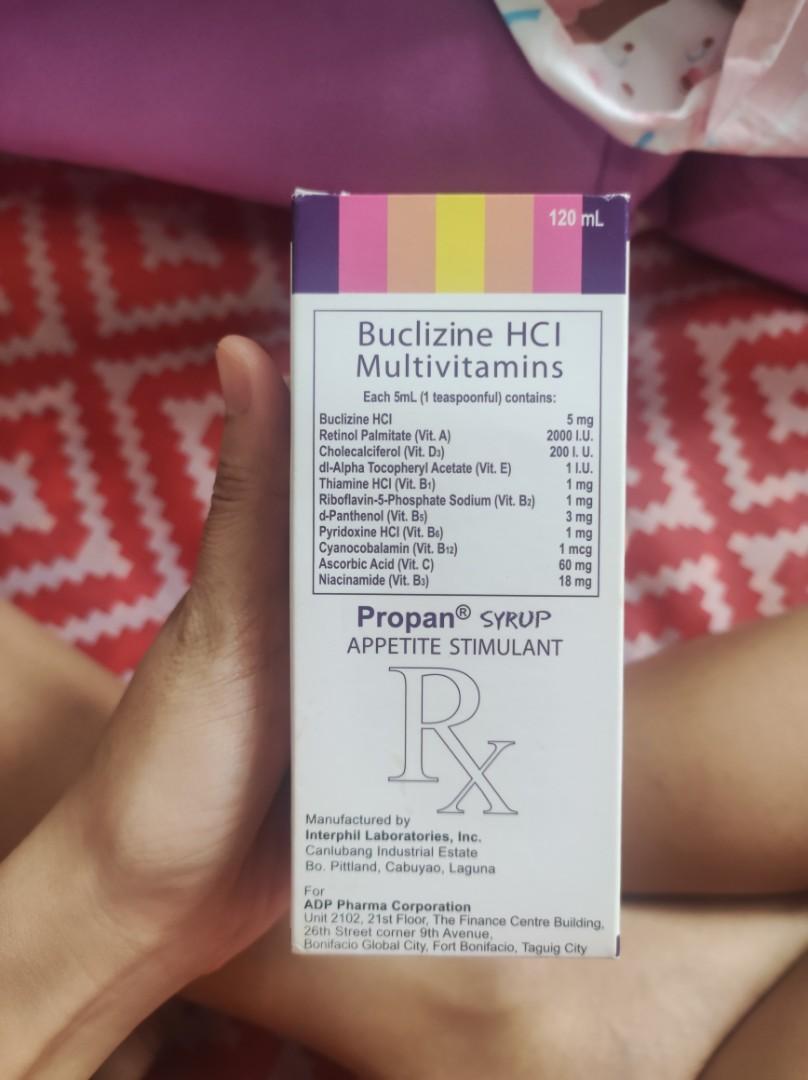 120 mL
Buclizine HCl
Multivitamins
Each 5mL (1 teaspoonful) contains:
Buclizine HCl 5 mg
Retinol Palmitate (Vit. A) 2000 I.U.
Cholecalciferol (Vit. D3) 200 I. U.
dl-Alpha Tocopheryl Acetate (Vit. E) 1 I.U.
Thiamine HCl (Vit. B1) 1 mg
Riboflavin-5-Phosphate Sodium (Vit. B2) 1 mg
d-Panthenol (Vit. B5) 3 mg
Pyridoxine HCl (Vit. B6) 1 mg
Cyanocobalamin (Vit. B12) 1 mcg
Ascorbic Acid (Vit. C) 60 mg
Niacinamide (Vit. B3) 18 mg
Propan® SYRUP
APPETITE STIMULANT
Rx
Manufactured by
Interphil Laboratories, Inc.
Canlubang Industrial Estate
Bo. Pittland, Cabuyao, Laguna
For
ADP Pharma Corporation
Unit 2102, 21st Floor, The Finance Centre Building,
26th Street corner 9th Avenue,
Bonifacio Global City, Fort Bonifacio, Taguig City